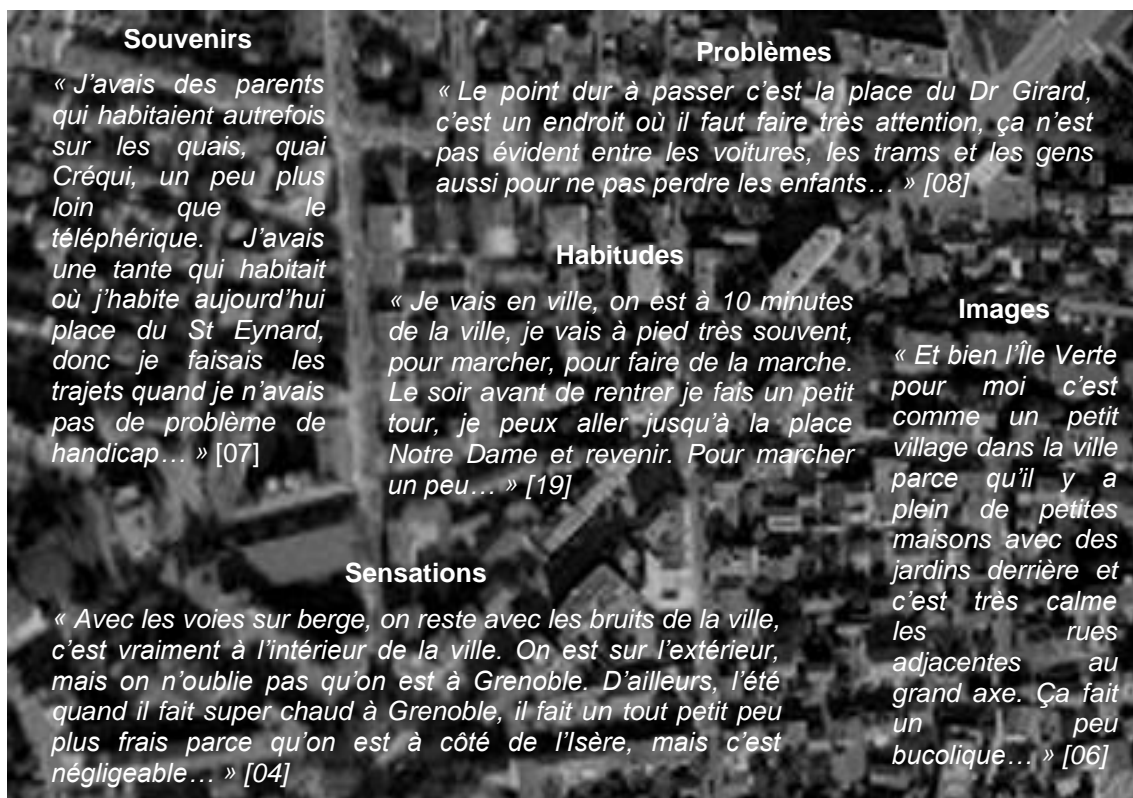 Souvenirs
« J’avais des parents
qui habitaient autrefois
sur les quais, quai
Créqui, un peu plus
loin que le
téléphérique. J’avais
une tante qui habitait
où j’habite aujourd’hui
place du St Eynard,
donc je faisais les
trajets quand je n’avais
pas de problème de
handicap… » [07]
Problèmes
« Le point dur à passer c’est la place du Dr Girard,
c’est un endroit où il faut faire très attention, ça n’est
pas évident entre les voitures, les trams et les gens
aussi pour ne pas perdre les enfants… » [08]
Habitudes
« Je vais en ville, on est à 10 minutes
de la ville, je vais à pied très souvent,
pour marcher, pour faire de la marche.
Le soir avant de rentrer je fais un petit
tour, je peux aller jusqu’à la place
Notre Dame et revenir. Pour marcher
un peu… » [19]
Images
« Et bien l’Île Verte
pour moi c’est
comme un petit
village dans la ville
parce qu’il y a
plein de petites
maisons avec des
jardins derrière et
c’est très calme
les rues
adjacentes au
grand axe. Ça fait
un peu
bucolique… » [06]
Sensations
« Avec les voies sur berge, on reste avec les bruits de la ville,
c’est vraiment à l’intérieur de la ville. On est sur l’extérieur,
mais on n’oublie pas qu’on est à Grenoble. D’ailleurs, l’été
quand il fait super chaud à Grenoble, il fait un tout petit peu
plus frais parce qu’on est à côté de l’Isère, mais c’est
négligeable… » [04]